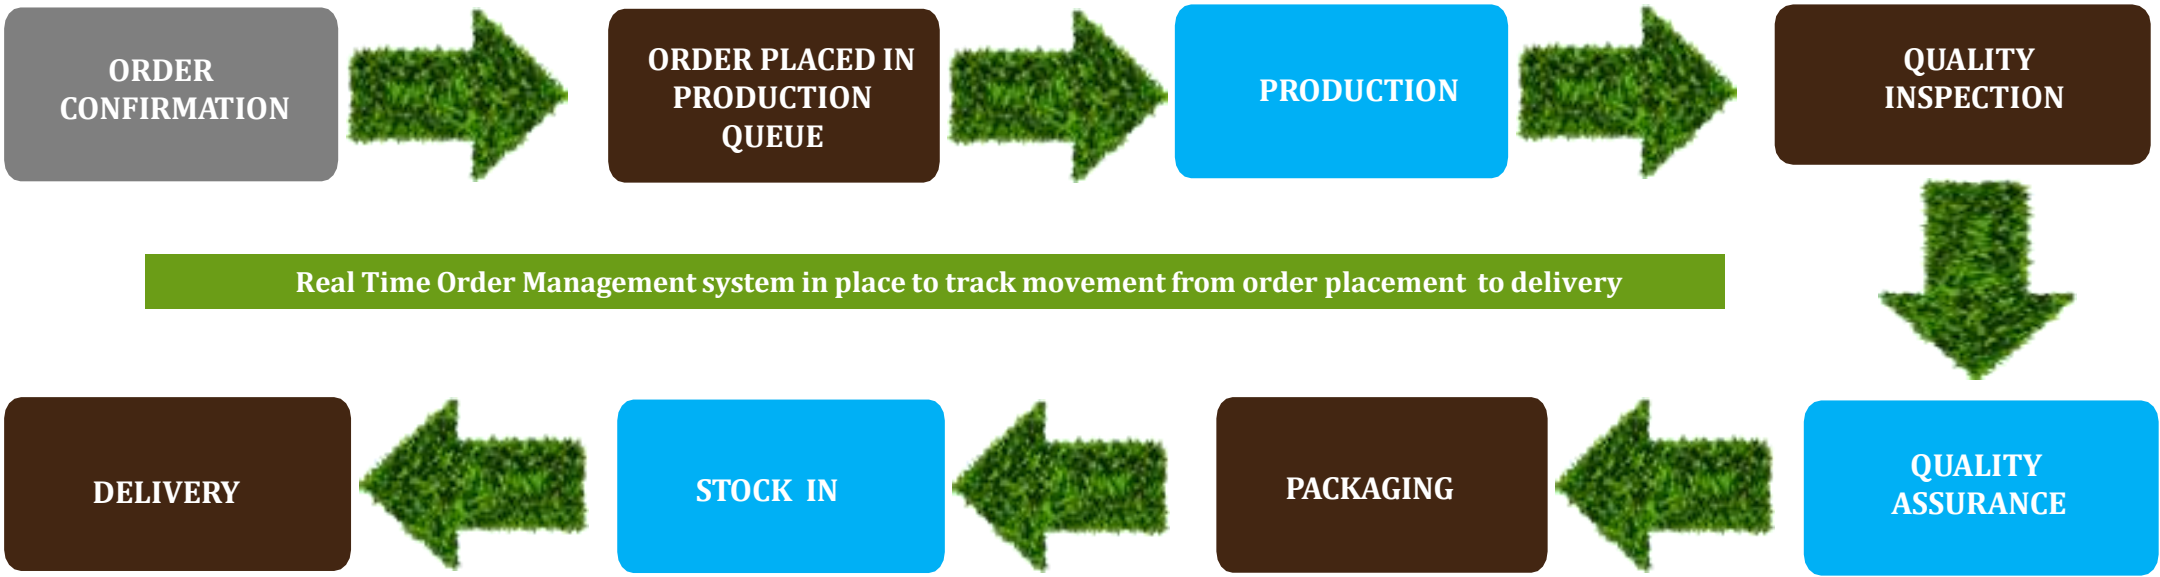 ORDER
CONFIRMATION
ORDER PLACED IN
PRODUCTION
QUEUE
PRODUCTION
QUALITY
INSPECTION
Real Time Order Management system in place to track movement from order placement to delivery
QUALITY
ASSURANCE
PACKAGING
STOCK IN
DELIVERY